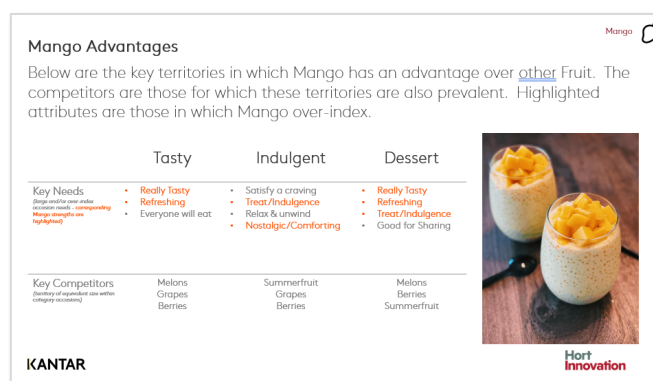 Mango
Mango Advantages
Below are the key territories in which Mango has an advantage over other Fruit. The
competitors are those for which these territories are also prevalent. Highlighted
attributes are those in which Mango over-index.
Tasty Indulgent Dessert
Key Needs
(large and/or over-index
occasion needs - corresponding
Mango strengths are
highlighted)
• Really Tasty
• Refreshing
• Everyone will eat
• Satisfy a craving
• Treat/Indulgence
• Relax & unwind
• Nostalgic/Comforting
• Really Tasty
• Refreshing
• Treat/Indulgence
• Good for Sharing
Key Competitors
(territory of equivalent size within
category occasions)
Melons
Grapes
Berries
Summerfruit
Grapes
Berries
Melons
Berries
Summerfruit
KANTAR
Hort
Innovation